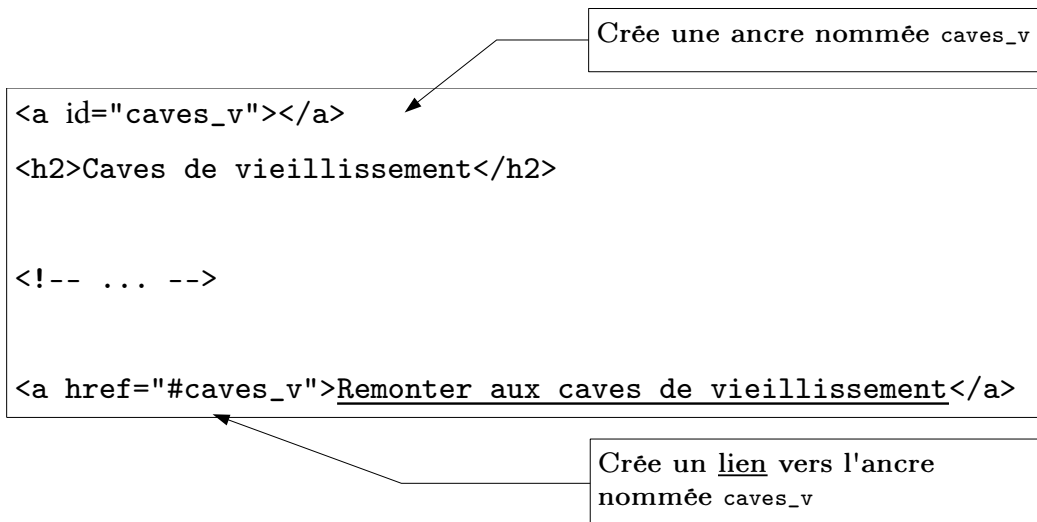 Crée une ancre nommée caves_v
<a id="caves_v"></a>
<h2>Caves de vieillissement</h2>
<!-- ... -->
<a href="#caves_v">Remonter aux caves de vieillissement</a>
Crée un lien vers l'ancre
nommée caves_v